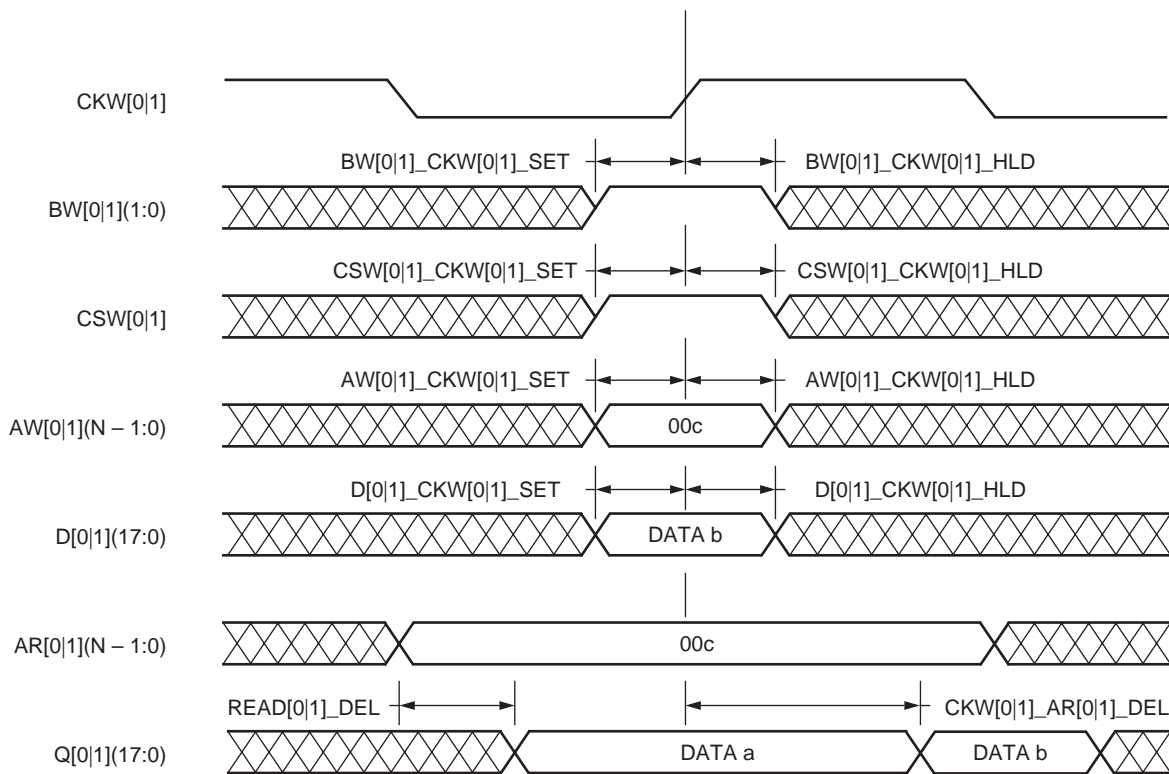 CKW[0|1]
BW[0|1]_CKW[0|1]_SET
BW[0|1]_CKW[0|1]_HLD
BW[0|1](1:0)
CSW[0|1]_CKW[0|1]_SET
CSW[0|1]_CKW[0|1]_HLD
CSW[0|1]
AW[0|1]_CKW[0|1]_SET
AW[0|1]_CKW[0|1]_HLD
AW[0|1](N – 1:0)
00c
D[0|1]_CKW[0|1]_SET
D[0|1]_CKW[0|1]_HLD
D[0|1](17:0)
DATA b
AR[0|1](N – 1:0)
00c
READ[0|1]_DEL
CKW[0|1]_AR[0|1]_DEL
Q[0|1](17:0)
DATA a
DATA b